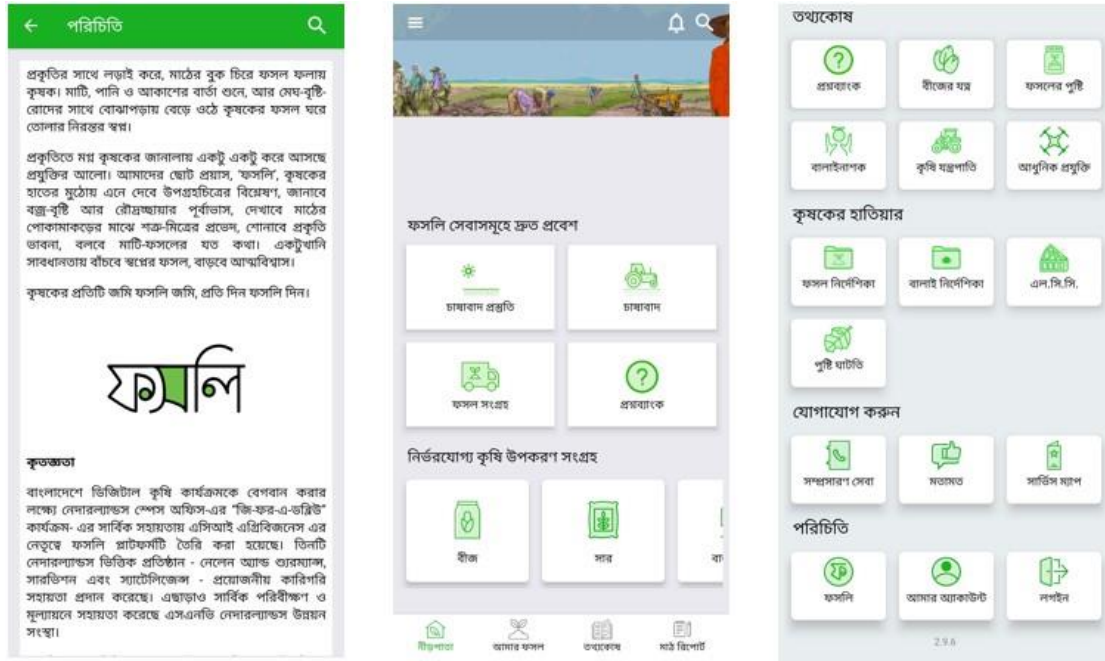 পরিচিতি
প্রকৃতির সাথে লড়াই করে, মাঠের বুক চিরে ফসল ফলায়
কৃষক। মাটি, পানি ও আকাশের বার্তা শুনে, আর মেঘ-বৃষ্টি-
রোদের সাথে বোঝাপড়ায় বেড়ে ওঠে কৃষকের ফসল ঘরে
তোলার নিরন্তর স্বপ্ন।
প্রকৃতিতে মগ্ন কৃষকের জানালায় একটু একটু করে আসছে
প্রযুক্তির আলো। আমাদের ছোট প্রয়াস, 'ফসলি', কৃষকের
হাতের মুঠোয় এনে দেবে উপগ্রহচিত্রের বিশ্লেষণ, জানাবে
বজ্র-বৃষ্টি আর রৌদ্রচ্ছায়ার পূর্বাভাস, দেখাবে মাঠের
পোকামাকড়ের মাঝে শত্রু-মিত্রের প্রভেদ, শোনাবে প্রকৃতি
ভাবনা, বলবে মাটি-ফসলের যত কথা। একটুখানি
সাবধানতায় বাঁচবে স্বপ্নের ফসল, বাড়বে আত্মবিশ্বাস।
কৃষকের প্রতিটি জমি ফসলি জমি, প্রতি দিন ফসলি দিন।
ফসলি
কৃতজ্ঞতা
বাংলাদেশে ডিজিটাল কৃষি কার্যক্রমকে বেগবান করার
লক্ষ্যে নেদারল্যান্ডস স্পেস অফিস-এর "জি-ফর-এ-ডব্লিউ"
কার্যক্রম- এর সার্বিক সহায়তায় এসিআই এগ্রিবিজনেস এর
নেতৃত্বে ফসলি প্লাটফর্মটি তৈরি করা হয়েছে। তিনটি
নেদারল্যান্ডস ভিত্তিক প্রতিষ্ঠান - নেলেন অ্যান্ড শ্যুরম্যান্স,
সারভিশন এবং স্যাটেলিজেন্স - প্রয়োজনীয় কারিগরি
সহায়তা প্রদান করেছে। এছাড়াও সার্বিক পরিবীক্ষণ ও
মূল্যায়নে সহায়তা করেছে এসএনভি নেদারল্যান্ডস উন্নয়ন
সংস্থা।
ফসলি সেবাসমূহে দ্রুত প্রবেশ
চাষাবাদ প্রস্তুতি
চাষাবাদ
ফসল সংগ্রহ
প্রশ্নব্যাংক
নির্ভরযোগ্য কৃষি উপকরণ সংগ্রহ
বীজ
সার
নীড়পাতা
আমার ফসল
তথ্যকোষ
মাঠ রিপোর্ট
তথ্যকোষ
প্রশ্নব্যাংক
বীজের যত্ন
ফসলের পুষ্টি
বালাইনাশক
কৃষি যন্ত্রপাতি
আধুনিক প্রযুক্তি
কৃষকের হাতিয়ার
ফসল নির্দেশিকা
বালাই নির্দেশিকা
এল.সি.সি.
পুষ্টি ঘাটতি
যোগাযোগ করুন
সম্প্রসারণ সেবা
মতামত
সার্ভিস ম্যাপ
পরিচিতি
ফসলি
আমার অ্যাকাউন্ট
লগইন
2.9.6